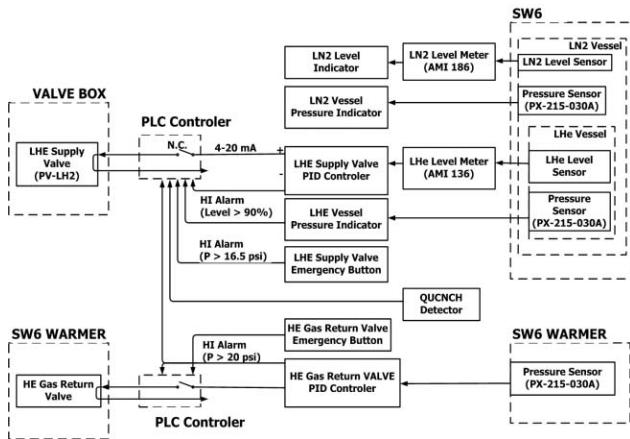 SW6
LN2 Vessel
LN2 Level
Indicator
LN2 Level Meter
(AMI 186)
LN2 Level Sensor
VALVE BOX
LN2 Vessel
Pressure Indicator
Pressure Sensor
(PX-215-030A)
PLC Controler
LHe Vessel
N.C.
4-20 mA
+
-
LHE Supply
Valve
(PV-LH2)
LHE Supply Valve
PID Controler
LHe Level Meter
(AMI 136)
LHe Level
Sensor
HI Alarm
(Level > 90%)
LHE Vessel
Pressure Indicator
Pressure
Sensor
(PX-215-030A)
HI Alarm
(P > 16.5 psi)
LHE Supply Valve
Emergency Button
QUCNCH
Detector
SW6 WARMER
HE Gas Return Valve
Emergency Button
SW6 WARMER
HI Alarm
(P > 20 psi)
HE Gas Return
Valve
HE Gas Return VALVE
PID Controler
Pressure Sensor
(PX-215-030A)
PLC Controler